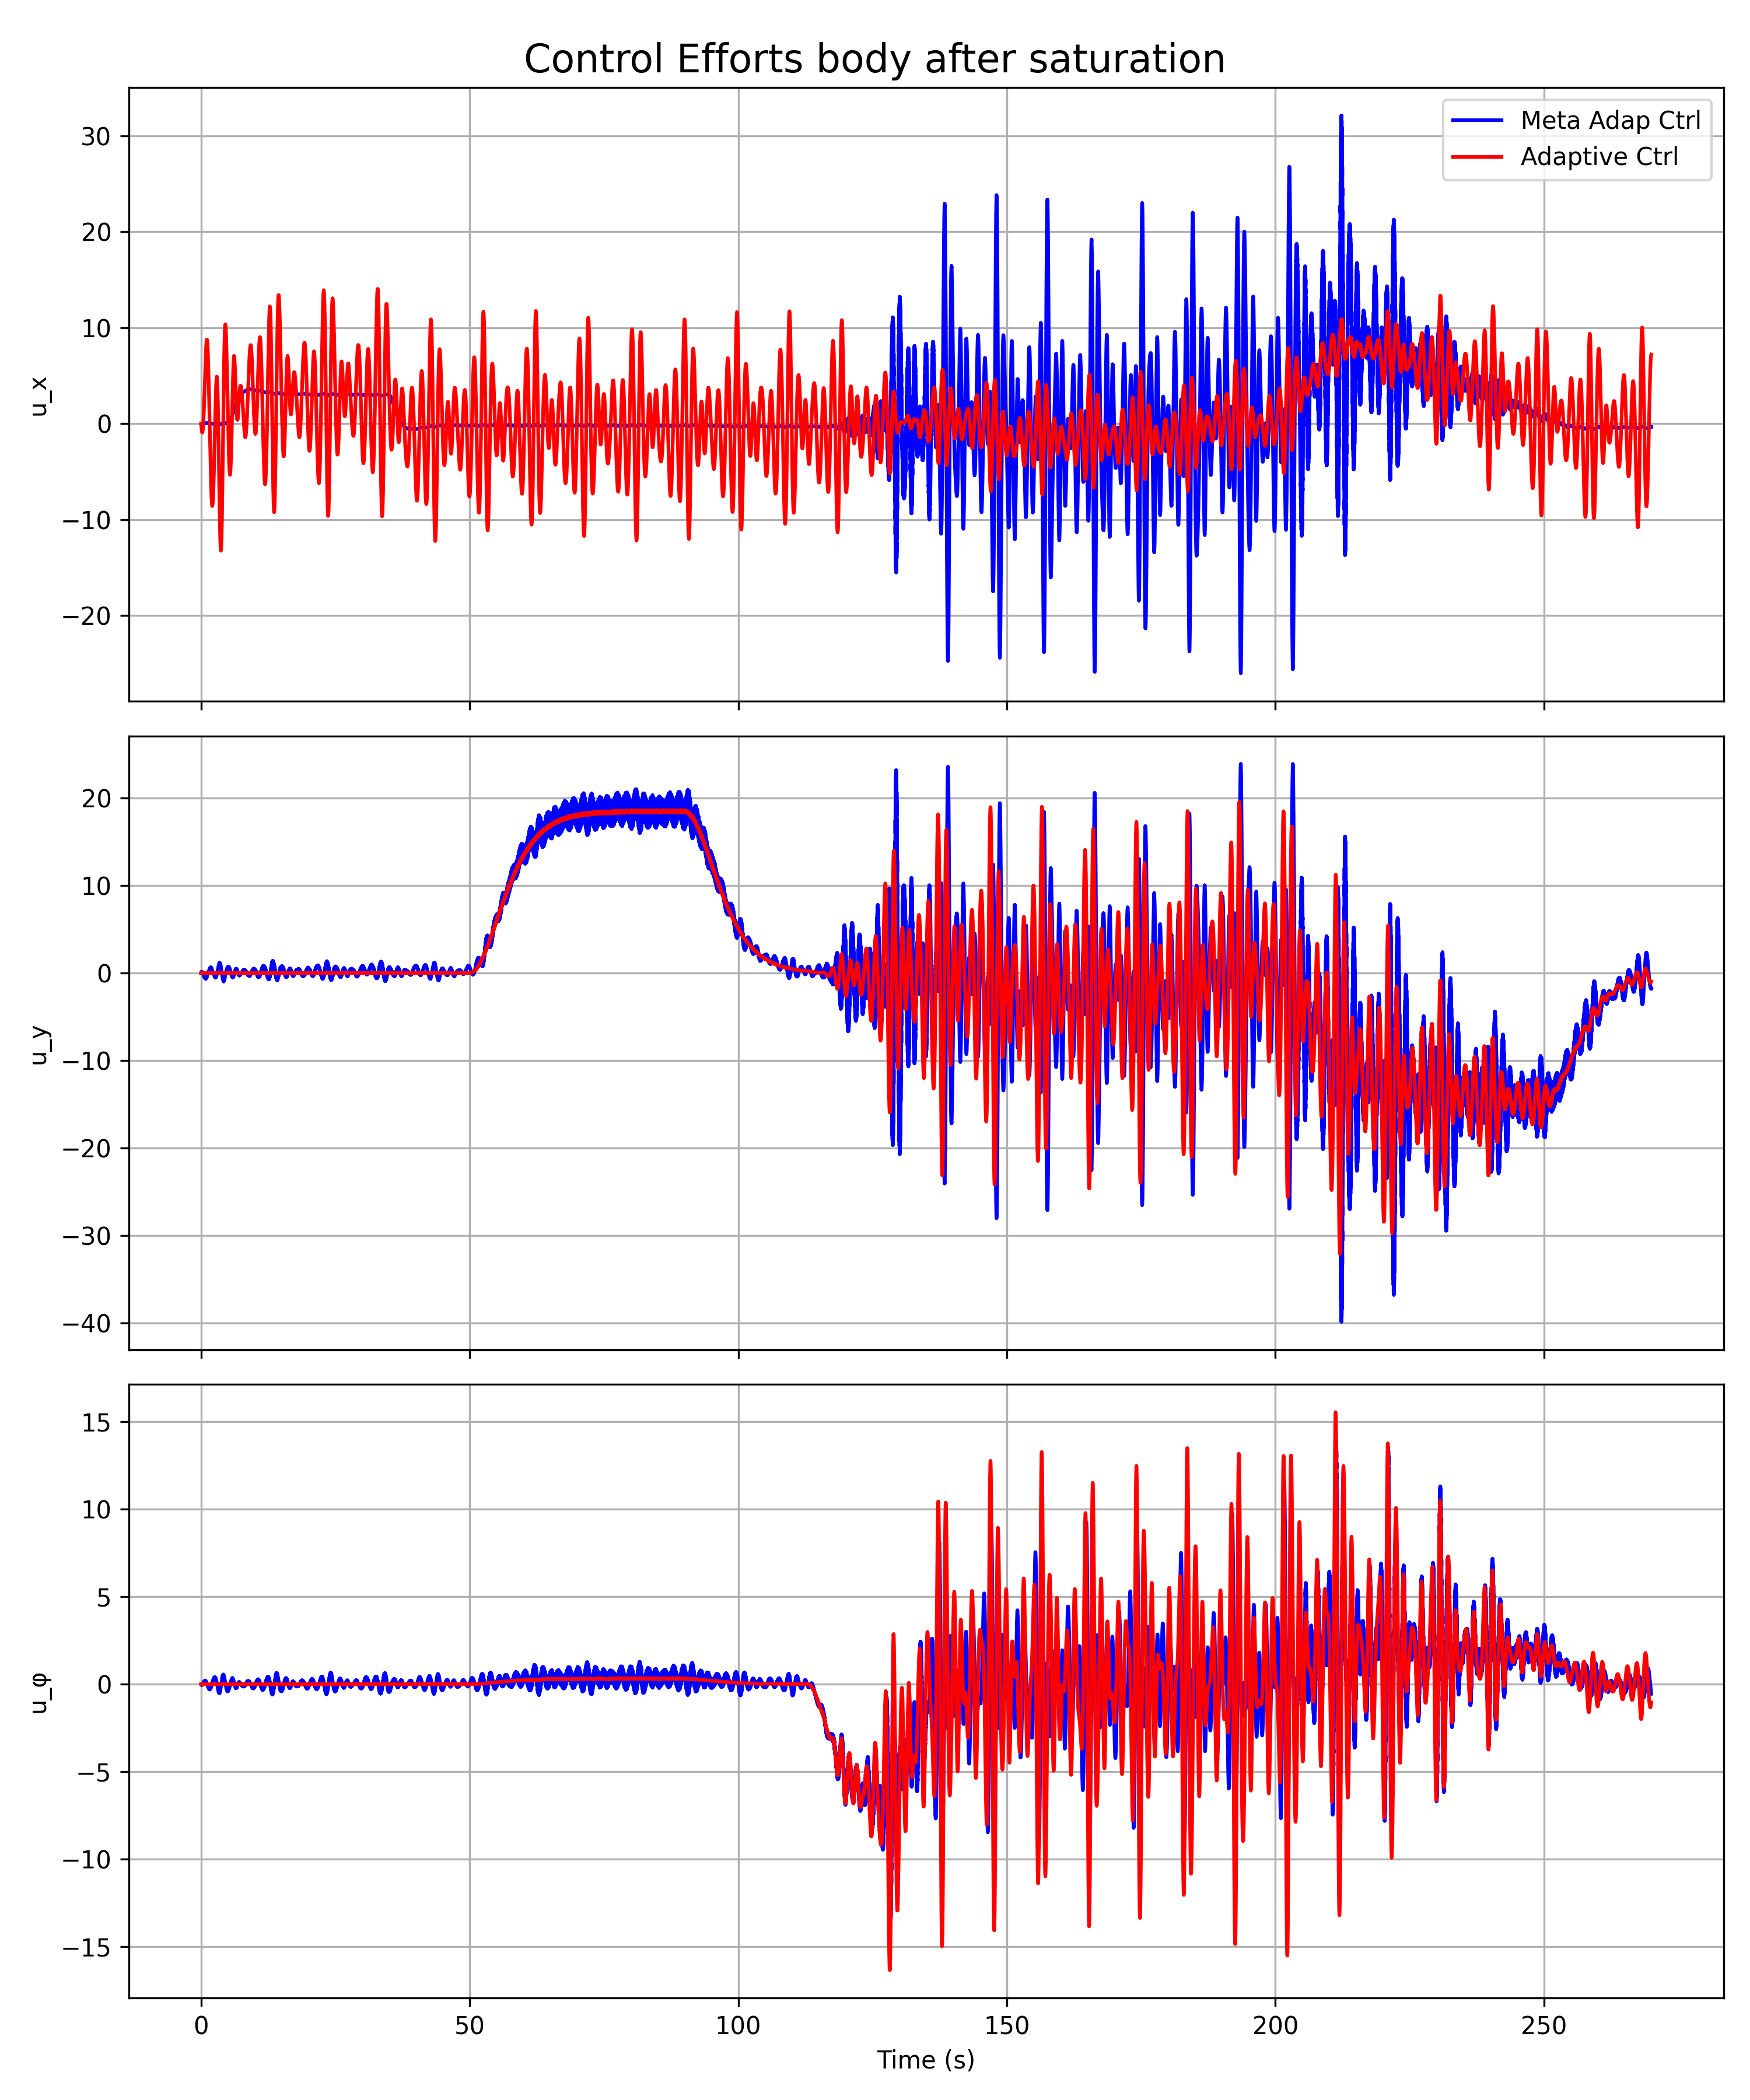 Control Efforts body after saturation
Meta Adap Ctrl
Adaptive Ctrl
30
20
10
0
−10
−20
u_x
20
10
0
−10
−20
−30
−40
u_y
15
10
5
0
−5
−10
−15
u_φ
0 50 100 150 200 250
Time (s)